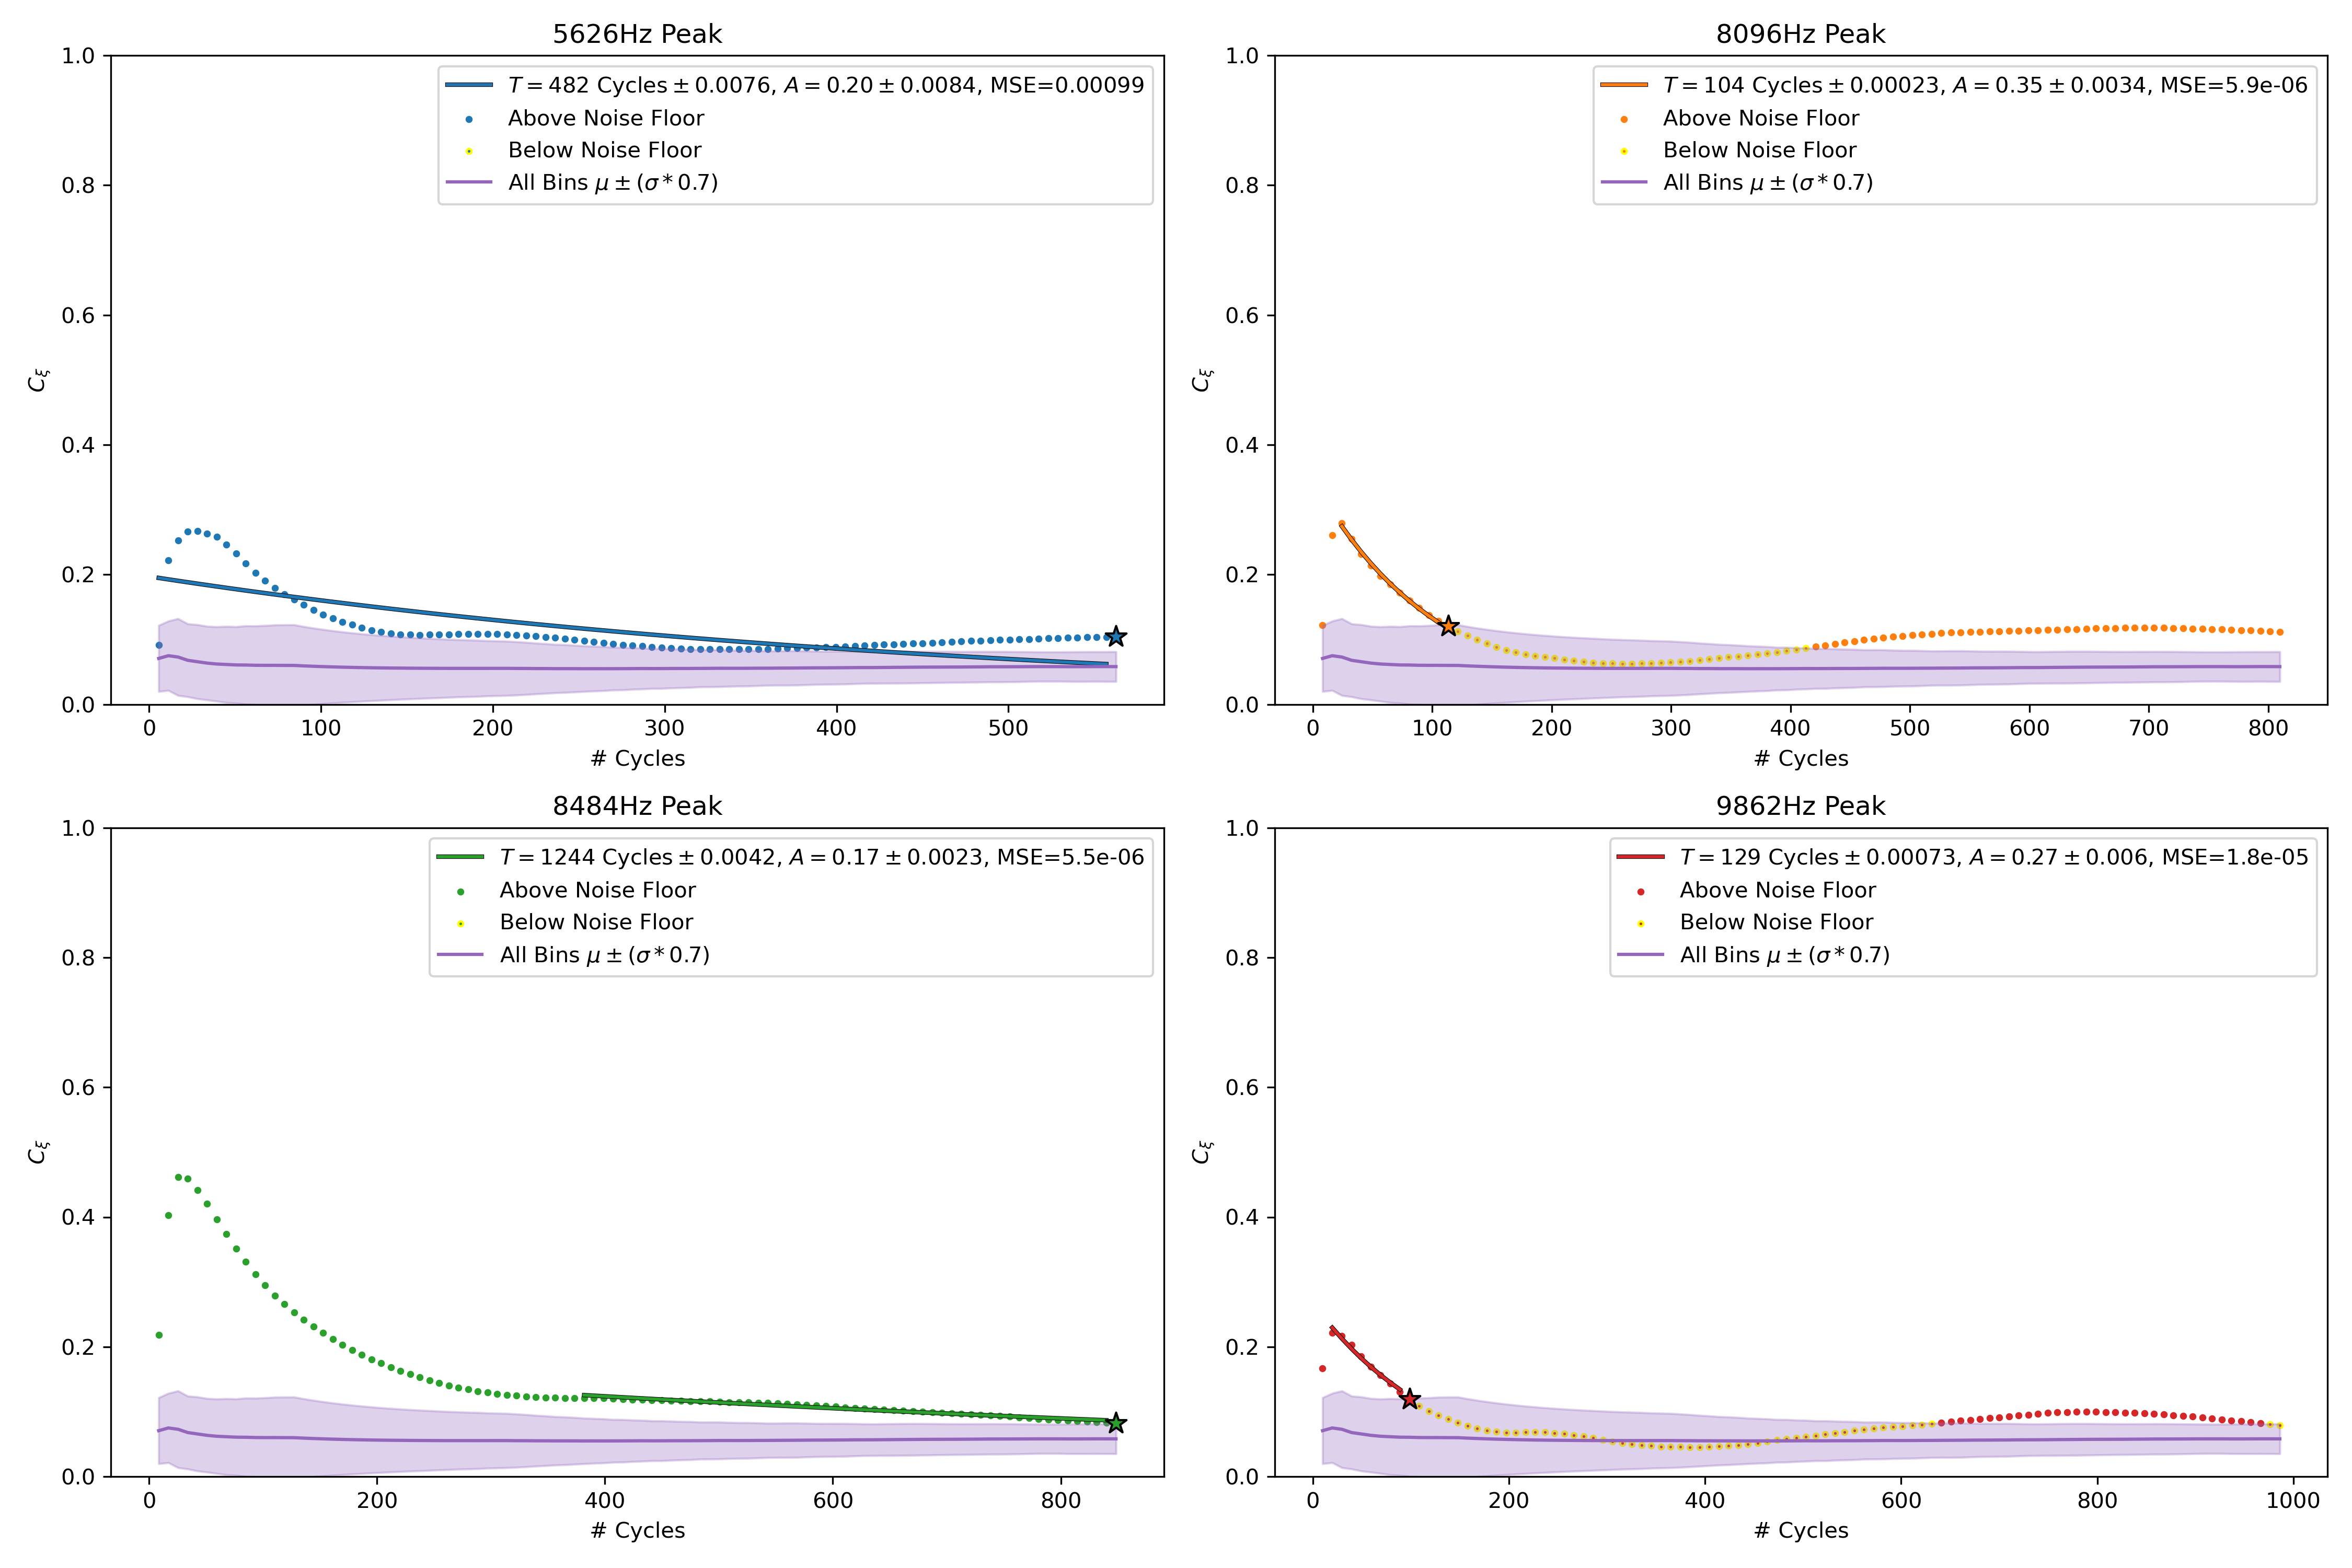 5626Hz Peak
1.0
0.8
0.6
0.4
0.2
0.0
C_ξ
T = 482 Cycles ± 0.0076, A = 0.20 ± 0.0084, MSE=0.00099
Above Noise Floor
Below Noise Floor
All Bins μ ± (σ * 0.7)
0 100 200 300 400 500
# Cycles
8096Hz Peak
1.0
0.8
0.6
0.4
0.2
0.0
C_ξ
T = 104 Cycles ± 0.00023, A = 0.35 ± 0.0034, MSE=5.9e-06
Above Noise Floor
Below Noise Floor
All Bins μ ± (σ * 0.7)
0 100 200 300 400 500 600 700 800
# Cycles
8484Hz Peak
1.0
0.8
0.6
0.4
0.2
0.0
C_ξ
T = 1244 Cycles ± 0.0042, A = 0.17 ± 0.0023, MSE=5.5e-06
Above Noise Floor
Below Noise Floor
All Bins μ ± (σ * 0.7)
0 200 400 600 800
# Cycles
9862Hz Peak
1.0
0.8
0.6
0.4
0.2
0.0
C_ξ
T = 129 Cycles ± 0.00073, A = 0.27 ± 0.006, MSE=1.8e-05
Above Noise Floor
Below Noise Floor
All Bins μ ± (σ * 0.7)
0 200 400 600 800 1000
# Cycles